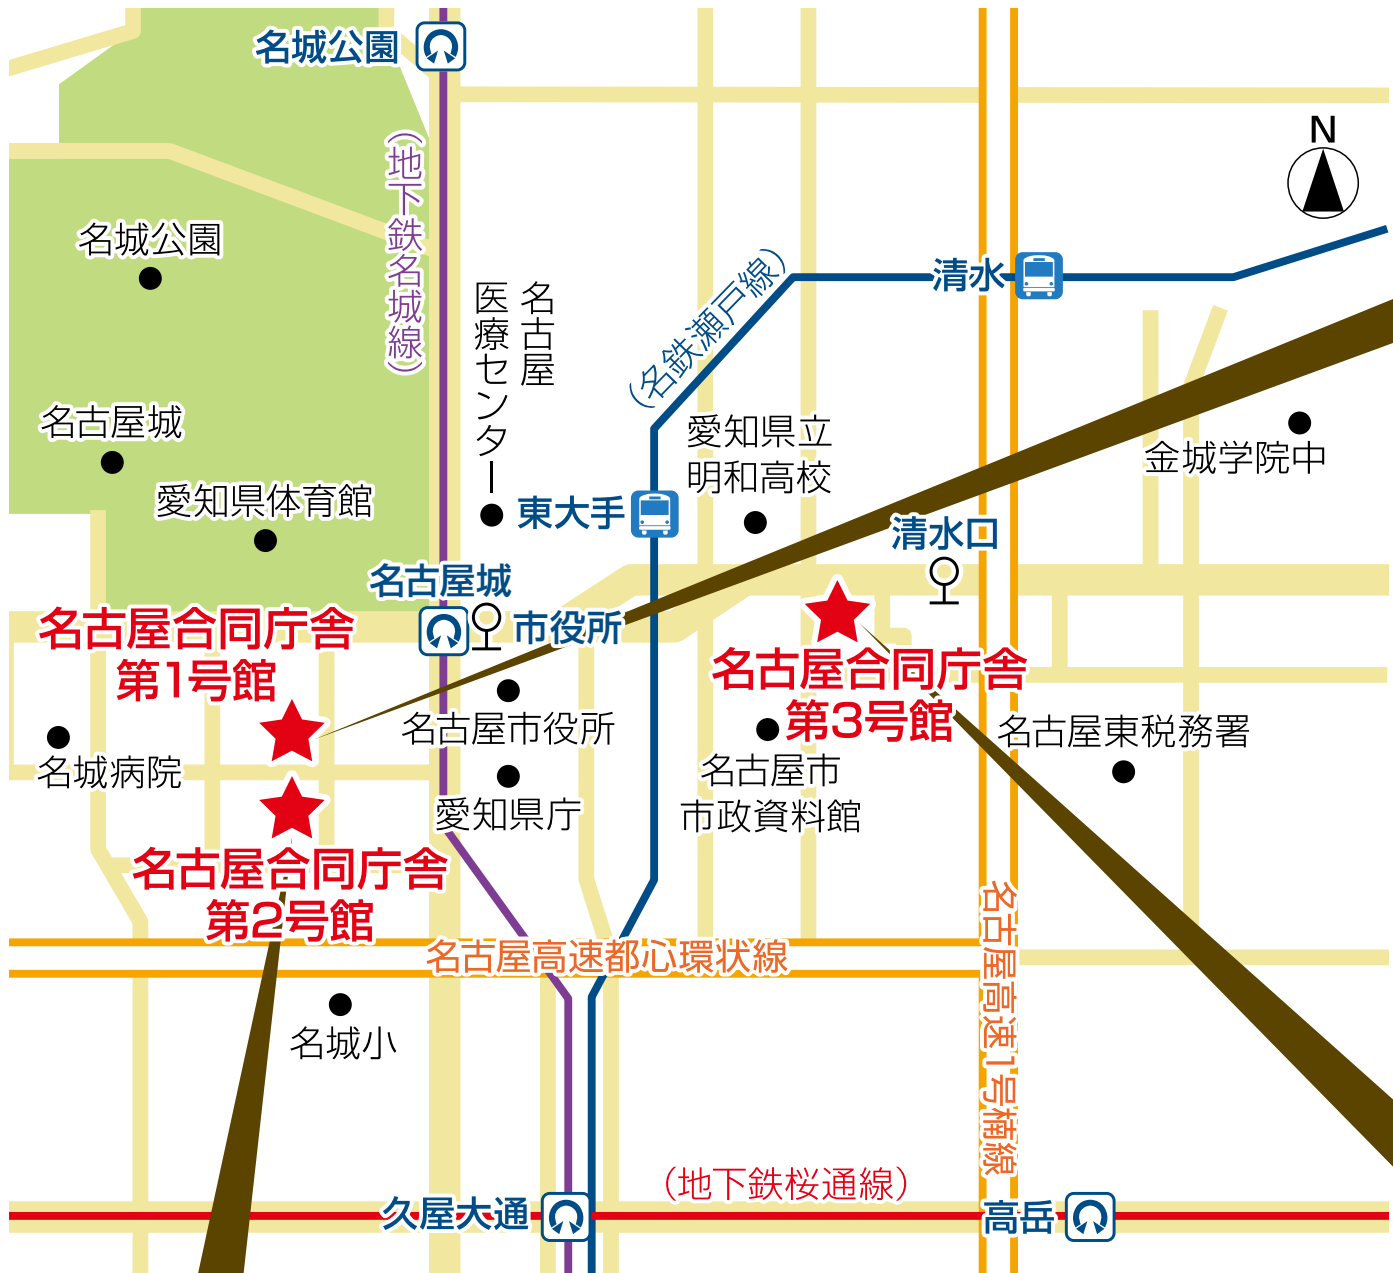 名城公園
N
（地下鉄名城線）
名城公園
清水
（名鉄瀬戸線）
名古屋
医療センター
名古屋城
愛知県立
明和高校
金城学院中
愛知県体育館
東大手
清水口
名古屋城
市役所
名古屋合同庁舎
第1号館
名古屋合同庁舎
第3号館
名古屋市役所
名古屋東税務署
名城病院
名古屋市
市政資料館
愛知県庁
名古屋合同庁舎
第2号館
名古屋高速都心環状線
名古屋高速1号楠線
名城小
（地下鉄桜通線）
久屋大通
高岳